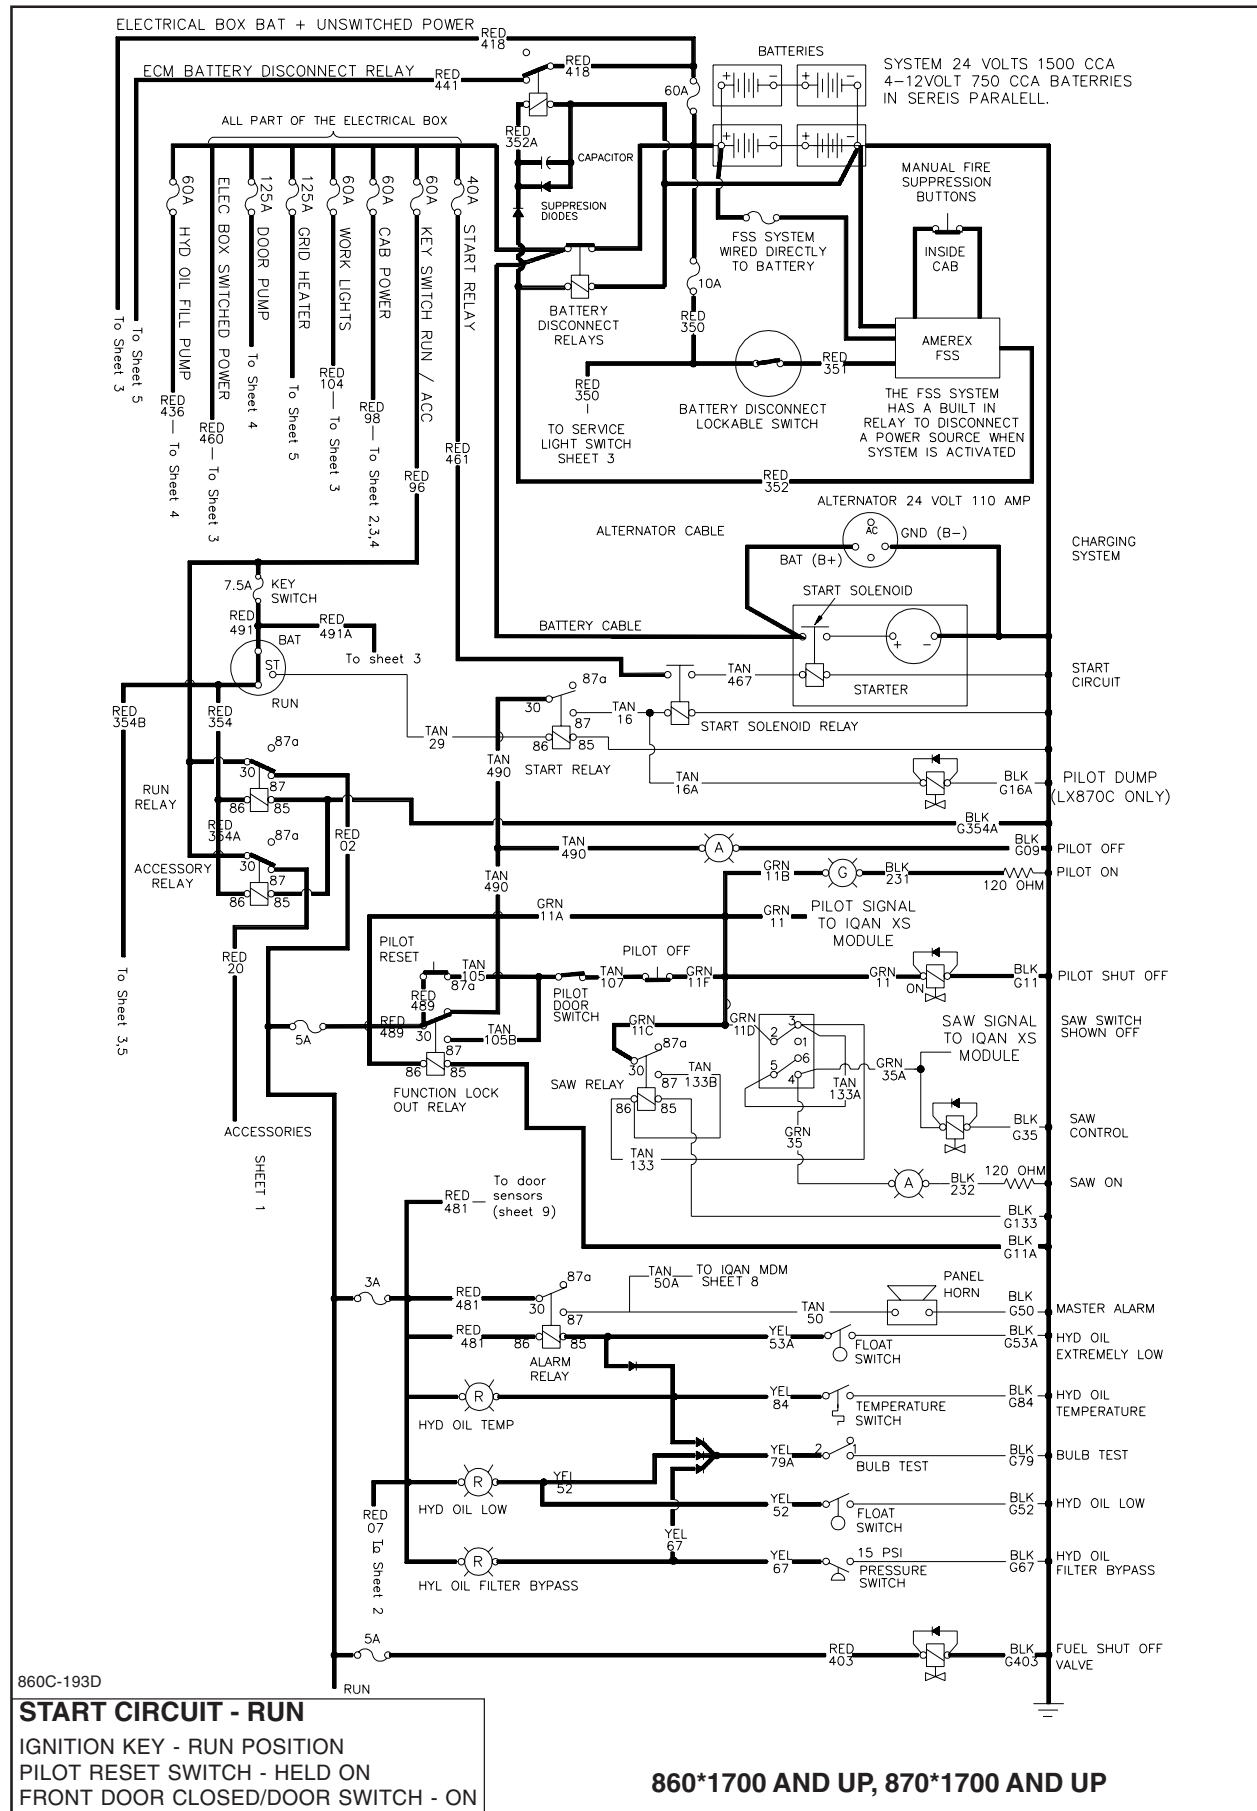 ELECTRICAL BOX BAT + UNSWITCHED POWER
RED
418
ECM BATTERY DISCONNECT RELAY
RED
441
RED
418
60A
BATTERIES
+ -
+ -
+ -
+ -
SYSTEM 24 VOLTS 1500 CCA
4-12VOLT 750 CCA BATERRIES
IN SEREIS PARALELL.
ALL PART OF THE ELECTRICAL BOX
RED
352A
CAPACITOR
SUPPRESION
DIODES
MANUAL FIRE
SUPPRESSION
BUTTONS
INSIDE
CAB
FSS SYSTEM
WIRED DIRECTLY
TO BATTERY
60A
HYD OIL FILL PUMP
ELEC BOX SWITCHED POWER
125A
DOOR PUMP
125A
GRID HEATER
60A
WORK LIGHTS
60A
CAB POWER
60A
KEY SWITCH RUN / ACC
40A
START RELAY
To Sheet 3
To Sheet 5
RED
436
To Sheet 4
RED
460
To Sheet 3
To Sheet 4
To Sheet 5
RED
104
To Sheet 3
RED
98
To Sheet 2,3,4
RED
96
RED
461
BATTERY
DISCONNECT
RELAYS
10A
RED
350
RED
350
TO SERVICE
LIGHT SWITCH
SHEET 3
BATTERY DISCONNECT
LOCKABLE SWITCH
RED
351
AMEREX
FSS
THE FSS SYSTEM
HAS A BUILT IN
RELAY TO DISCONNECT
A POWER SOURCE WHEN
SYSTEM IS ACTIVATED
RED
352
ALTERNATOR 24 VOLT 110 AMP
ALTERNATOR CABLE
AC
GND (B-)
BAT (B+)
CHARGING
SYSTEM
START SOLENOID
BATTERY CABLE
+ -
STARTER
7.5A
KEY
SWITCH
RED
491
RED
491A
To sheet 3
BAT
ST
RUN
TAN
467
START
CIRCUIT
RED
354B
RED
354
TAN
29
TAN
490
87a
30
87
86
85
START RELAY
TAN
16
START SOLENOID RELAY
TAN
16A
BLK
G16A
PILOT DUMP
(LX870C ONLY)
87a
30
87
86
85
RUN
RELAY
RED
354A
RED
02
BLK
G354A
87a
30
87
86
85
ACCESSORY
RELAY
TAN
490
A
BLK
G09
PILOT OFF
TAN
490
GRN
11B
G
BLK
231
120 OHM
PILOT ON
GRN
11A
GRN
11
PILOT SIGNAL
TO IQAN XS
MODULE
RED
20
PILOT
RESET
TAN
105
87a
RED
489
PILOT
DOOR
SWITCH
TAN
107
PILOT OFF
GRN
11F
GRN
11
ON
BLK
G11
PILOT SHUT OFF
To Sheet 3,5
5A
RED
489
30
87
86
85
TAN
105B
FUNCTION LOCK
OUT RELAY
GRN
11C
GRN
11D
87a
30
87
86
85
SAW RELAY
TAN
133B
3
2
1
6
5
4
TAN
133A
GRN
35A
SAW SIGNAL
TO IQAN XS
MODULE
SAW SWITCH
SHOWN OFF
GRN
35
TAN
133
BLK
G35
SAW
CONTROL
ACCESSORIES
SHEET 1
A
BLK
232
120 OHM
SAW ON
RED
481
To door
sensors
(sheet 9)
BLK
G133
BLK
G11A
3A
RED
481
87a
30
87
TAN
50A
TO IQAN MDM
SHEET 8
TAN
50
PANEL
HORN
BLK
G50
MASTER ALARM
RED
481
86
85
ALARM
RELAY
YEL
53A
FLOAT
SWITCH
BLK
G53A
HYD OIL
EXTREMELY LOW
R
HYD OIL TEMP
YEL
84
TEMPERATURE
SWITCH
BLK
G84
HYD OIL
TEMPERATURE
YEL
79A
2
1
BULB TEST
BLK
G79
BULB TEST
R
HYD OIL LOW
YEL
52
YEL
52
FLOAT
SWITCH
BLK
G52
HYD OIL LOW
RED
07
To Sheet 2
YEL
67
R
HYL OIL FILTER BYPASS
YEL
67
15 PSI
PRESSURE
SWITCH
BLK
G67
HYD OIL
FILTER BYPASS
5A
RED
403
BLK
G403
FUEL SHUT OFF
VALVE
RUN
860C-193D
START CIRCUIT - RUN
IGNITION KEY - RUN POSITION
PILOT RESET SWITCH - HELD ON
FRONT DOOR CLOSED/DOOR SWITCH - ON
860*1700 AND UP, 870*1700 AND UP